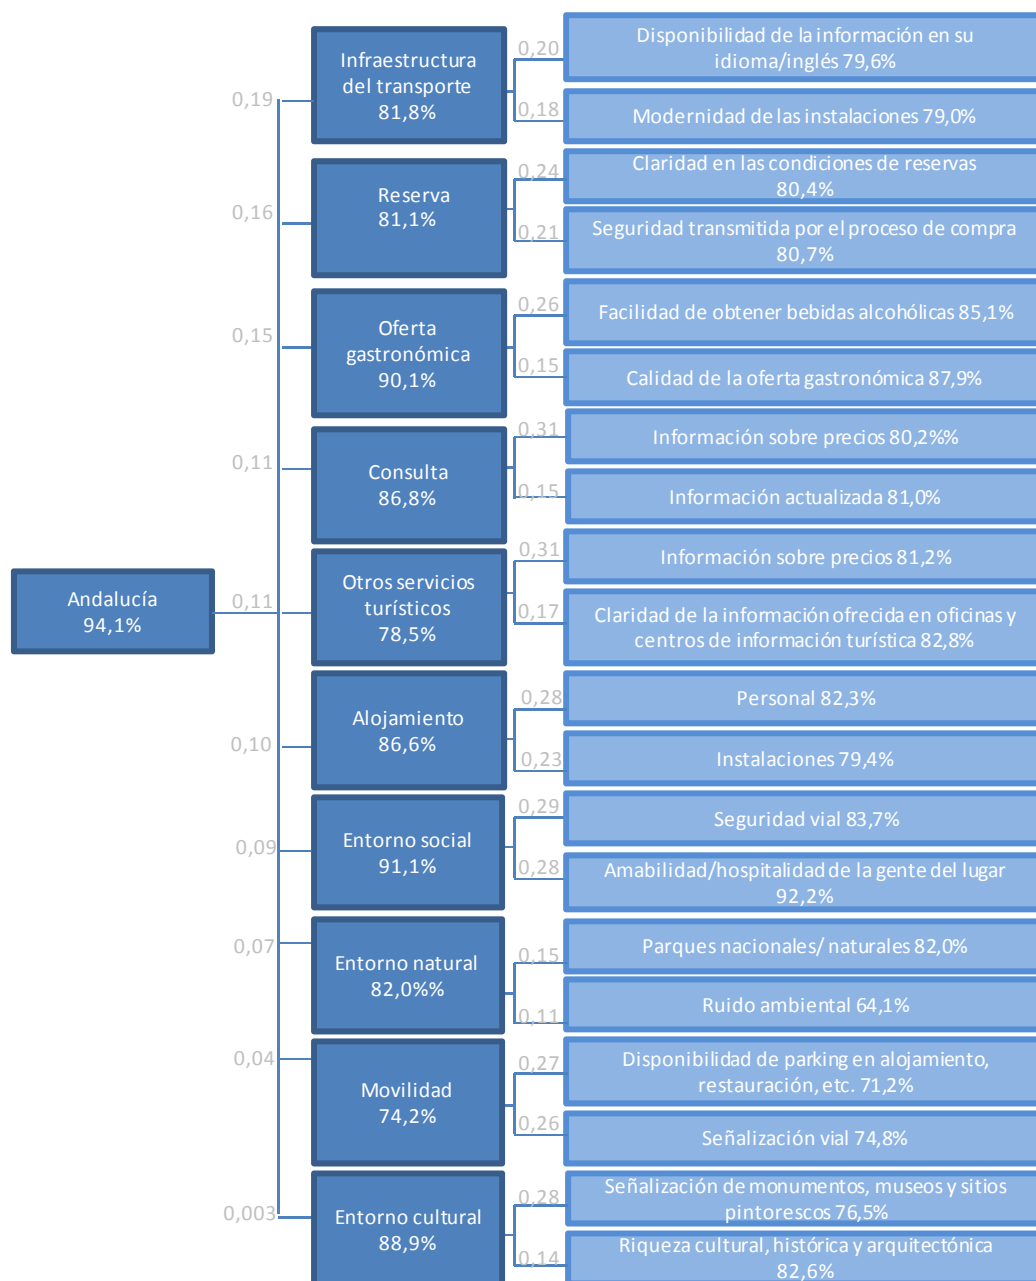 Andalucía
94,1%
0,19
Infraestructura
del transporte
81,8%
0,20
Disponibilidad de la información en su
idioma/inglés 79,6%
0,18
Modernidad de las instalaciones 79,0%
0,16
Reserva
81,1%
0,24
Claridad en las condiciones de reservas
80,4%
0,21
Seguridad transmitida por el proceso de compra
80,7%
0,15
Oferta
gastronómica
90,1%
0,26
Facilidad de obtener bebidas alcohólicas 85,1%
0,15
Calidad de la oferta gastronómica 87,9%
0,11
Consulta
86,8%
0,31
Información sobre precios 80,2%%
0,15
Información actualizada 81,0%
0,11
Otros servicios
turísticos
78,5%
0,31
Información sobre precios 81,2%
0,17
Claridad de la información ofrecida en oficinas y
centros de información turística 82,8%
0,10
Alojamiento
86,6%
0,28
Personal 82,3%
0,23
Instalaciones 79,4%
0,09
Entorno social
91,1%
0,29
Seguridad vial 83,7%
0,28
Amabilidad/hospitalidad de la gente del lugar
92,2%
0,07
Entorno natural
82,0%%
0,15
Parques nacionales/ naturales 82,0%
0,11
Ruido ambiental 64,1%
0,04
Movilidad
74,2%
0,27
Disponibilidad de parking en alojamiento,
restauración, etc. 71,2%
0,26
Señalización vial 74,8%
0,003
Entorno cultural
88,9%
0,28
Señalización de monumentos, museos y sitios
pintorescos 76,5%
0,14
Riqueza cultural, histórica y arquitectónica
82,6%